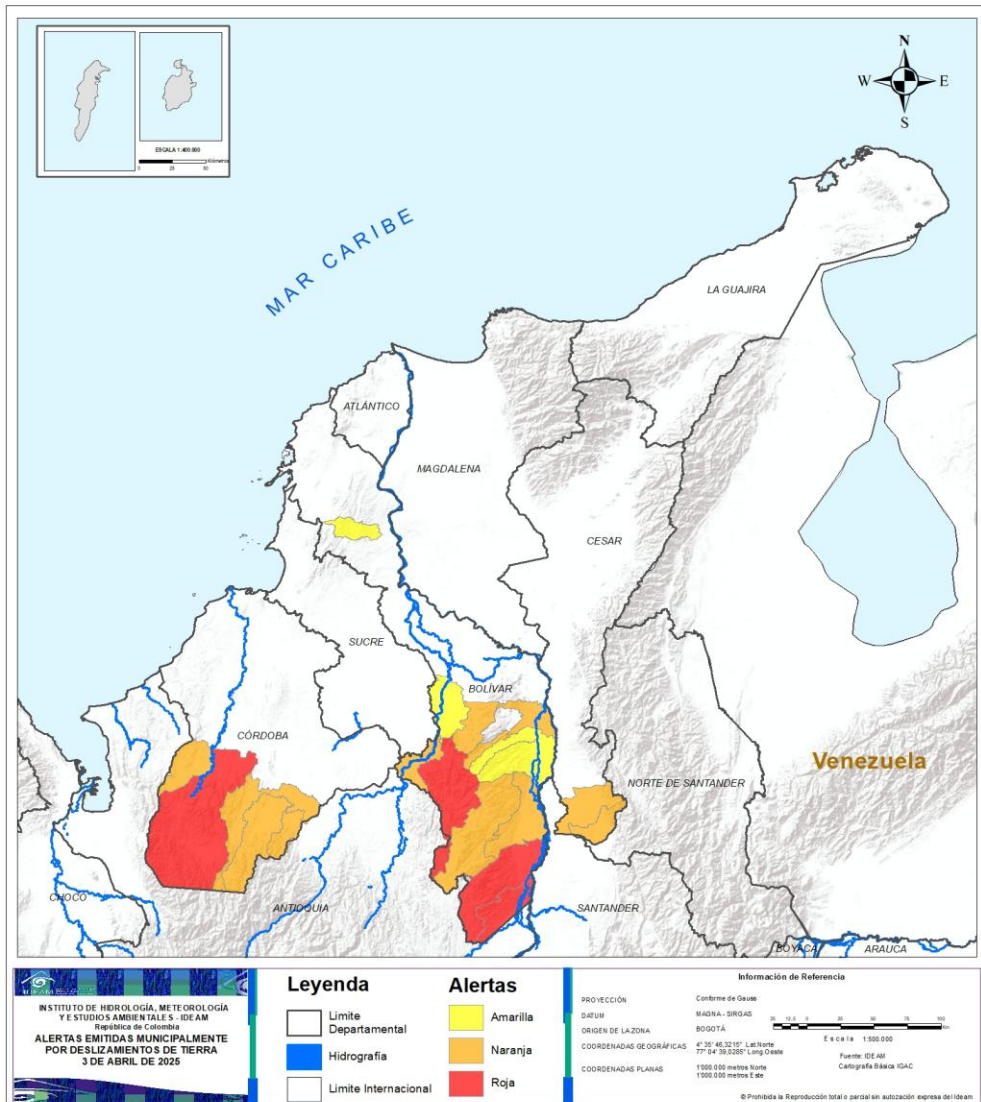 N
W E
S
ESCALA 1:400.000
MAR CARIBE
LA GUAJIRA
ATLÁNTICO
MAGDALENA
CESAR
SUCRE
BOLÍVAR
CÓRDOBA
NORTE DE SANTANDER
Venezuela
CHOCO
ANTIOQUIA
SANTANDER
BOYACÁ
ARAUCA
IDEAM
INSTITUTO DE HIDROLOGÍA, METEOROLOGÍA
Y ESTUDIOS AMBIENTALES - IDEAM
República de Colombia
ALERTAS EMITIDAS MUNICIPALMENTE
POR DESLIZAMIENTOS DE TIERRA
3 DE ABRIL DE 2025
Leyenda
Limite
Departamental
Hidrografía
Limite Internacional
Alertas
Amarilla
Naranja
Roja
Información de Referencia
PROYECCIÓN Conforme de Gauss
DATUM MAGNA - SIRGAS
ORIGEN DE LA ZONA BOGOTÁ
COORDENADAS GEOGRÁFICAS 4° 35' 46,3215" Lat.Norte
77° 04' 39,0285" Long.Oeste
COORDENADAS PLANAS 1'000.000 metros Norte
1'000.000 metros Este
Km
Escala 1:500.000
Fuente: IDEAM
Cartografía Básica IGAC
© Prohibida la Reproducción total o parcial sin autozación expresa del Ideam